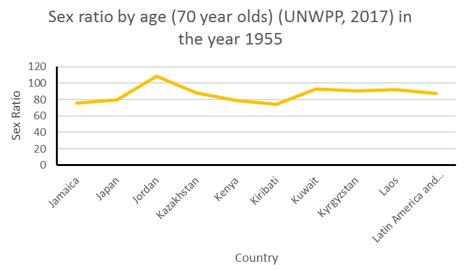 Sex ratio by age (70 year olds) (UNWPP, 2017) in
the year 1955
120
100
80
60
40
20
0
Sex Ratio
Jamaica
Japan
Jordan
Kazakhstan
Kenya
Kiribati
Kuwait
Kyrgyzstan
Laos
Latin America and...
Country